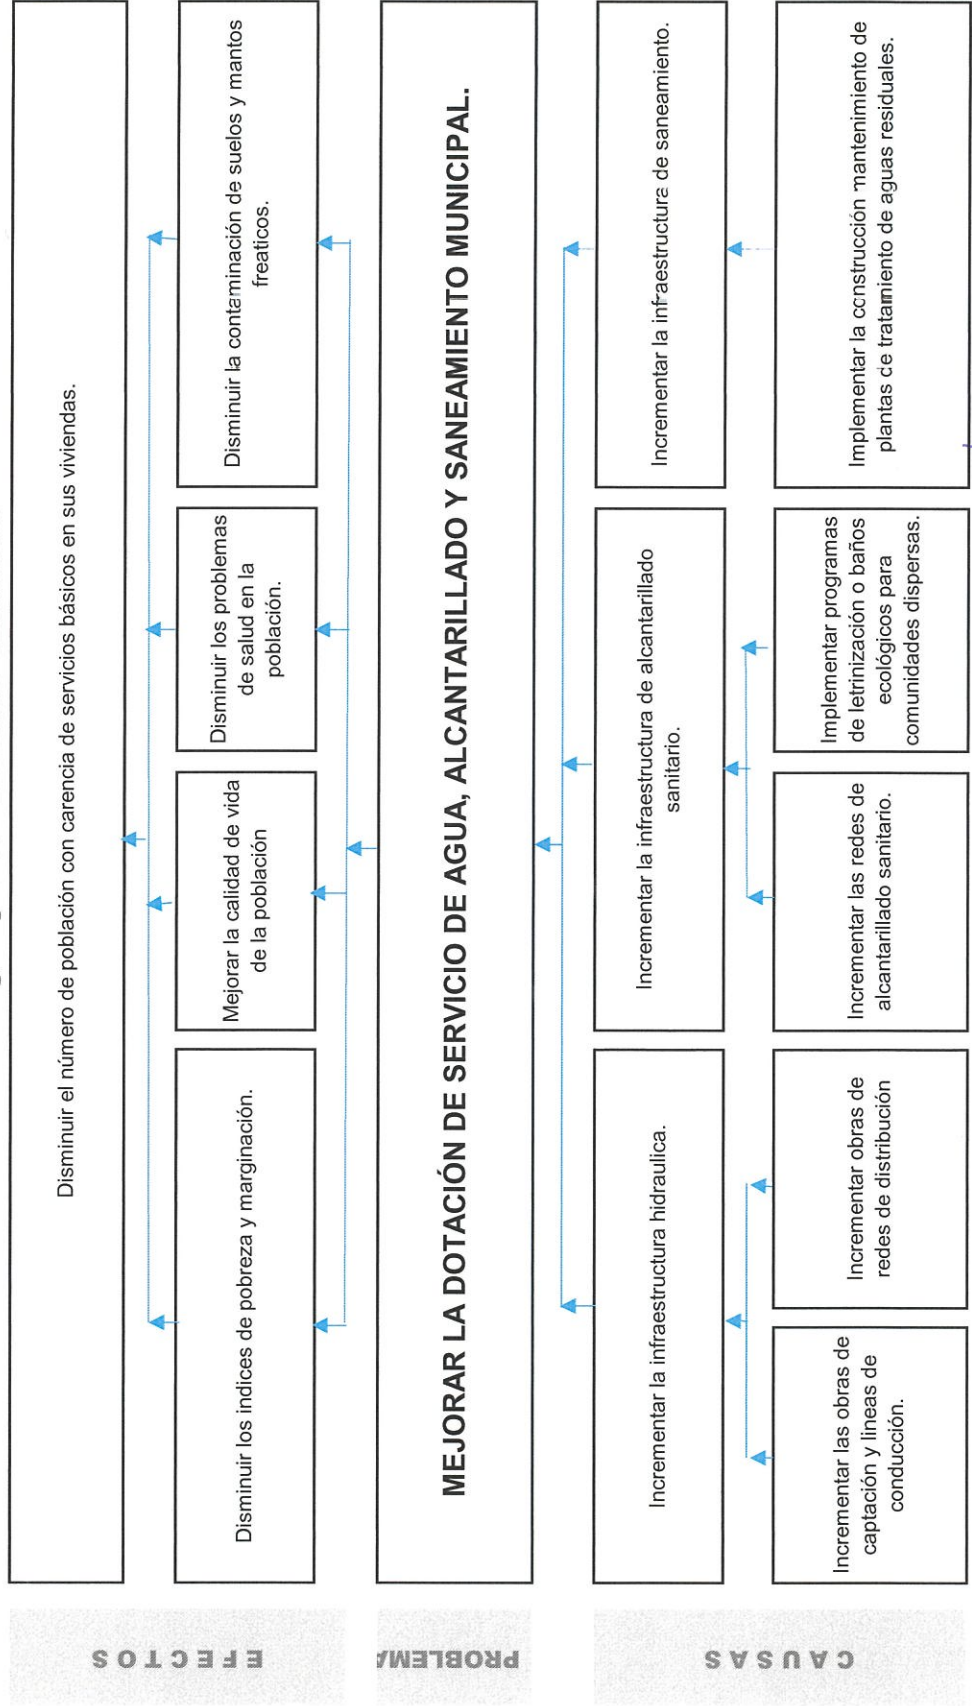 EFECTOS
Disminuir el número de población con carencia de servicios básicos en sus viviendas.
Disminuir los indices de pobreza y marginación.
Mejorar la calidad de vida
de la población
Disminuir los problemas
de salud en la
población.
Disminuir la contaminación de suelos y mantos
freaticos.
PROBLEMA
MEJORAR LA DOTACIÓN DE SERVICIO DE AGUA, ALCANTARILLADO Y SANEAMIENTO MUNICIPAL.
CAUSAS
Incrementar la infraestructura hidraulica.
Incrementar la infraestructura de alcantarillado
sanitario.
Incrementar la infraestructura de saneamiento.
Incrementar las obras de
captación y lineas de
conducción.
Incrementar obras de
redes de distribución
Incrementar las redes de
alcantarillado sanitario.
Implementar programas
de letrinización o baños
ecológicos para
comunidades dispersas.
Implementar la construcción mantenimiento de
plantas de tratamiento de aguas residuales.